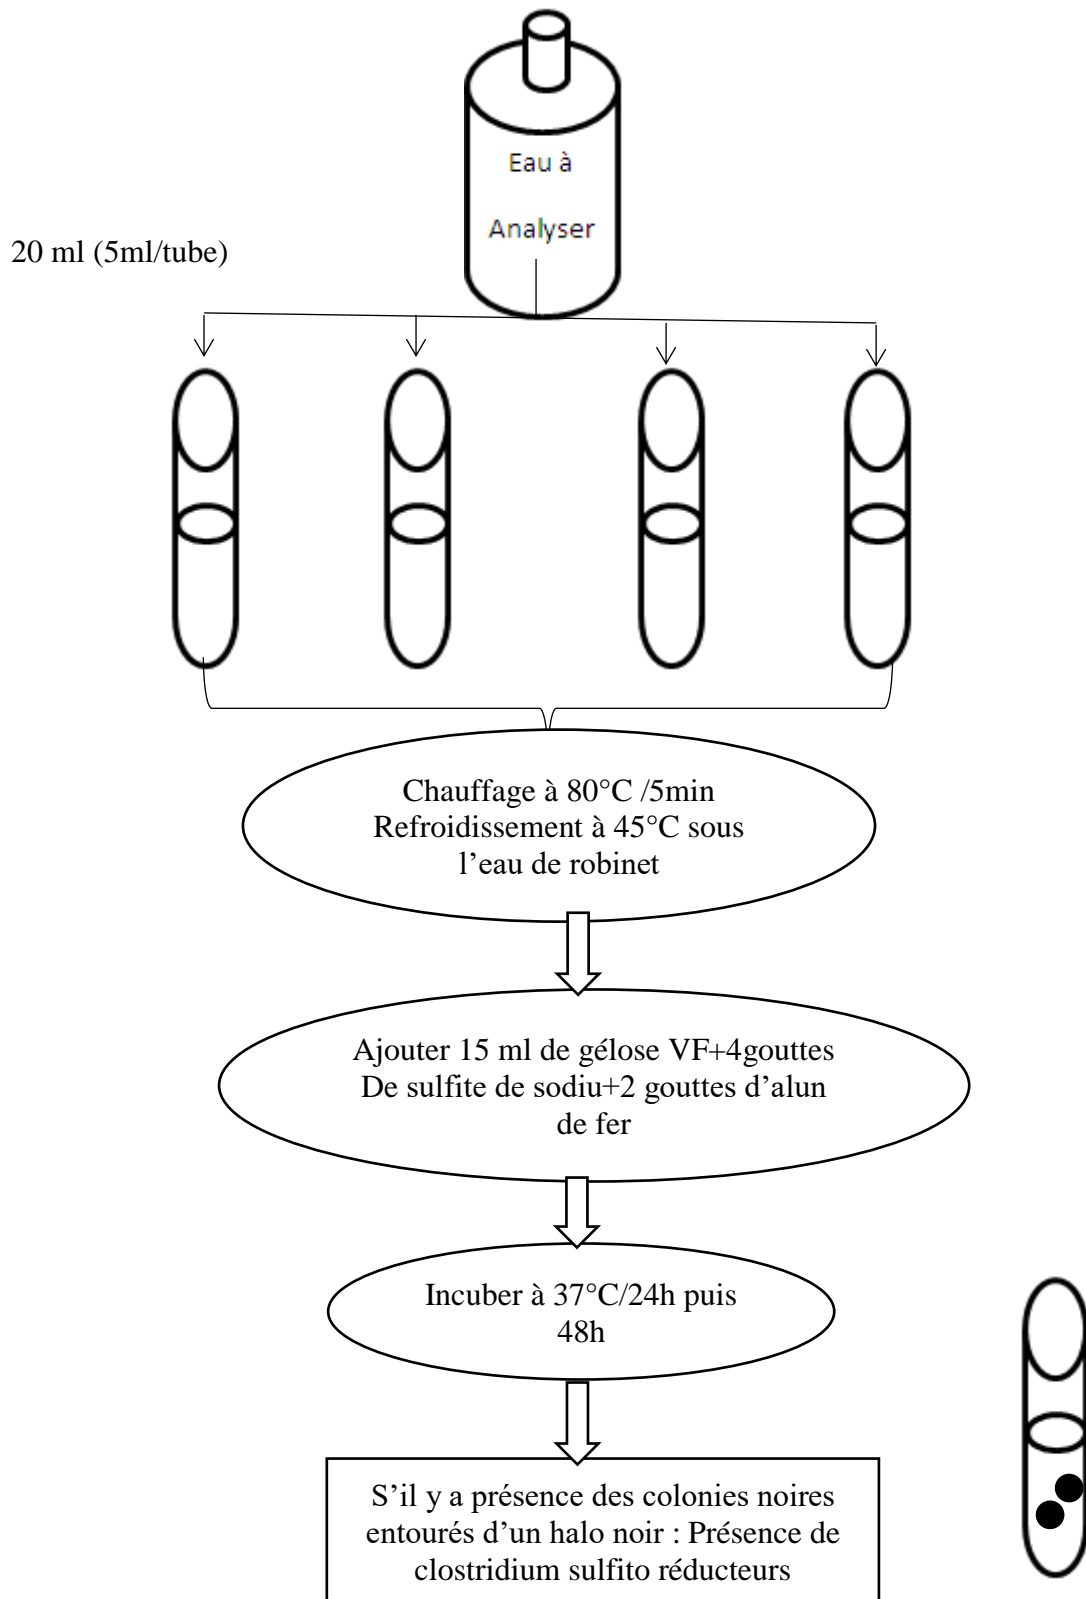 Eau à
Analyser
20 ml (5ml/tube)
Chauffage à 80°C /5min
Refroidissement à 45°C sous
l’eau de robinet
Ajouter 15 ml de gélose VF+4gouttes
De sulfite de sodiu+2 gouttes d’alun
de fer
Incuber à 37°C/24h puis
48h
S’il y a présence des colonies noires
entourés d’un halo noir : Présence de
clostridium sulfito réducteurs